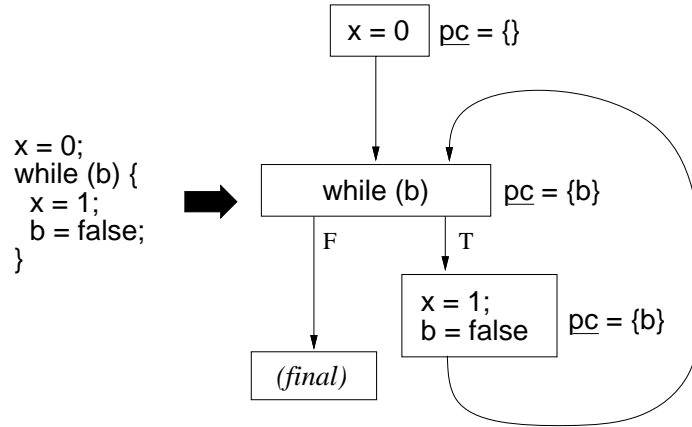 x = 0;
while (b) {
x = 1;
b = false;
}
x = 0 pc = {}
while (b) pc = {b}
F T
x = 1;
b = false pc = {b}
(final)